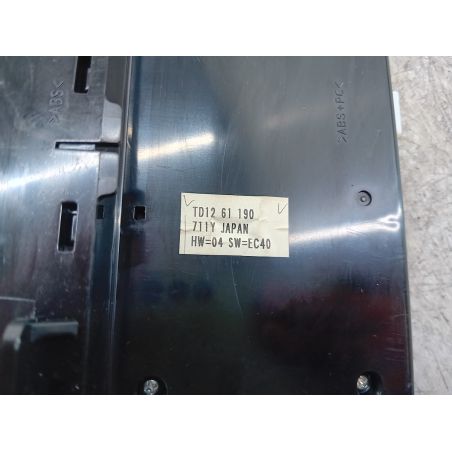 >ABS<
>ABS+PC<
TD12 61 190
711Y JAPAN
HW=04 SW=EC40